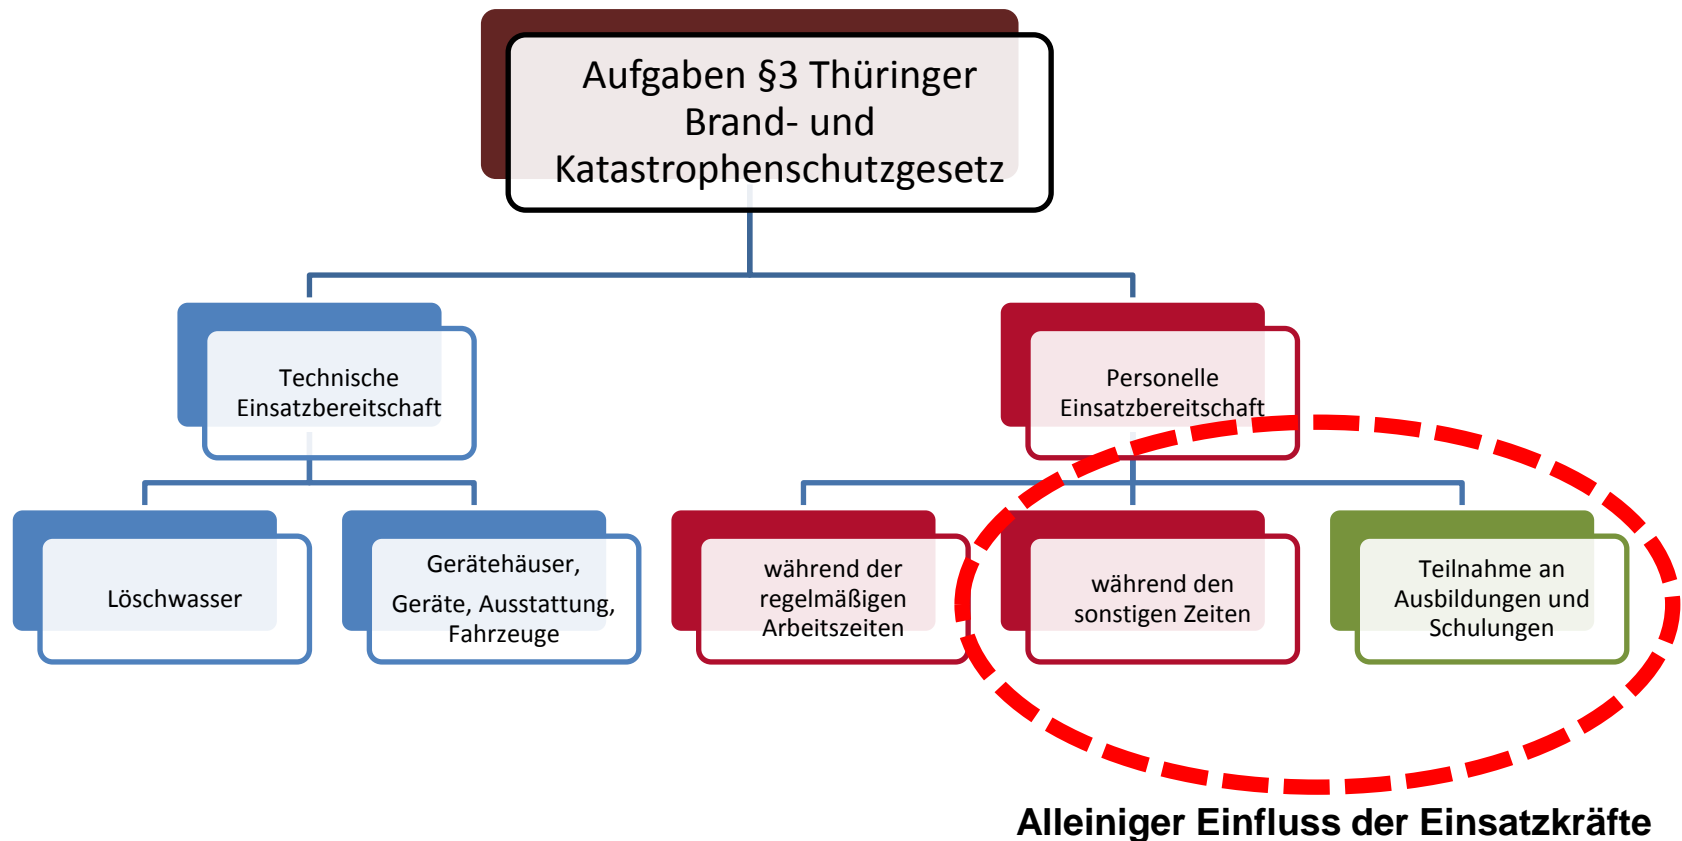 Aufgaben §3 Thüringer
Brand- und
Katastrophenschutzgesetz
Technische
Einsatzbereitschaft
Personelle
Einsatzbereitschaft
Löschwasser
Gerätehäuser,
Geräte, Ausstattung,
Fahrzeuge
während der
regelmäßigen
Arbeitszeiten
während den
sonstigen Zeiten
Teilnahme an
Ausbildungen und
Schulungen
Alleiniger Einfluss der Einsatzkräfte